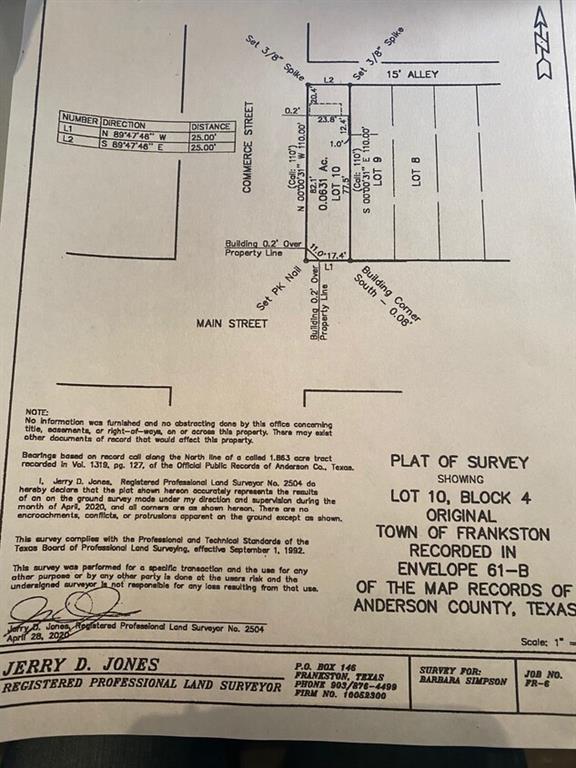 Set 3/8" Spike
Set 3/8" Spike
L2
15' ALLEY
NUMBER DIRECTION DISTANCE
L1 N 89°47'46" W 25.00'
L2 S 89°47'46" E 25.00'
COMMERCE STREET
0.2'
20.4'
23.8'
12.4'
1.0'
(Call: 110')
N 00°00'31" W 110.00'
82.1'
0.0631 Ac.
LOT 10
77.5'
(Call: 110')
S 00°00'31" E 110.00'
LOT 9
LOT 8
Building 0.2' Over
Property Line
11.0'
17.4'
L1
Set PK Nail
Building 0.2' Over
Property Line
Building Corner
South - 0.08'
MAIN STREET
NOTE:
No information was furnished and no abstracting done by this office concerning
title, easements, or right-of-ways, on or across this property. There may exist
other documents of record that would affect this property.
Bearings based on record call along the North line of a called 1.863 acre tract
recorded in Vol. 1319, pg. 127, of the Official Public Records of Anderson Co., Texas.
I, Jerry D. Jones, Registered Professional Land Surveyor No. 2504 do
hereby declare that the plat shown hereon accurately represents the results
of an on the ground survey made under my direction and supervision during the
month of April, 2020, and all corners are as shown hereon. There are no
encroachments, conflicts, or protrusions apparent on the ground except as shown.
This survey complies with the Professional and Technical Standards of the
Texas Board of Professional Land Surveying, effective September 1, 1992.
This survey was performed for a specific transaction and the use for any
other purpose or by any other party is done at the users risk and the
undersigned surveyor is not responsible for any loss resulting from that use.
Jerry D. Jones, Registered Professional Land Surveyor No. 2504
April 28, 2020
PLAT OF SURVEY
SHOWING
LOT 10, BLOCK 4
ORIGINAL
TOWN OF FRANKSTON
RECORDED IN
ENVELOPE 61-B
OF THE MAP RECORDS OF
ANDERSON COUNTY, TEXAS
Scale: 1" =
JERRY D. JONES
REGISTERED PROFESSIONAL LAND SURVEYOR
P.O. BOX 146
FRANKSTON, TEXAS
PHONE 903/876-4499
FIRM NO. 10052300
SURVEY FOR:
BARBARA SIMPSON
JOB NO.
FR-6